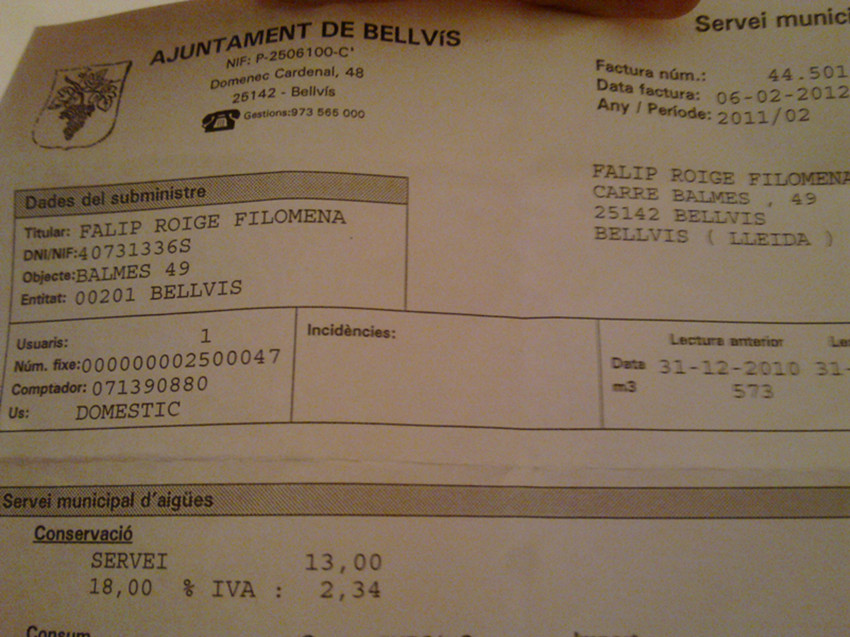 AJUNTAMENT DE BELLVíS
NIF: P-2506100-C'
Domenec Cardenal, 48
25142 - Bellvís
Gestions:973 565 000
Servei munici
Factura núm.: 44.501
Data factura: 06-02-2012
Any / Període: 2011/02
FALIP ROIGE FILOMENA
CARRE BALMES , 49
25142 BELLVIS
BELLVIS ( LLEIDA )
Dades del subministre
Titular: FALIP ROIGE FILOMENA
DNI/NIF:40731336S
Objecte:BALMES 49
Entitat: 00201 BELLVIS
Usuaris: 1
Núm. fixe:000000002500047
Comptador: 071390880
Us: DOMESTIC
Incidències:
Lectura anterior Le
Data 31-12-2010 31-
m3 573
Servei municipal d'aigües
Conservació
SERVEI 13,00
18,00 % IVA : 2,34
Consum